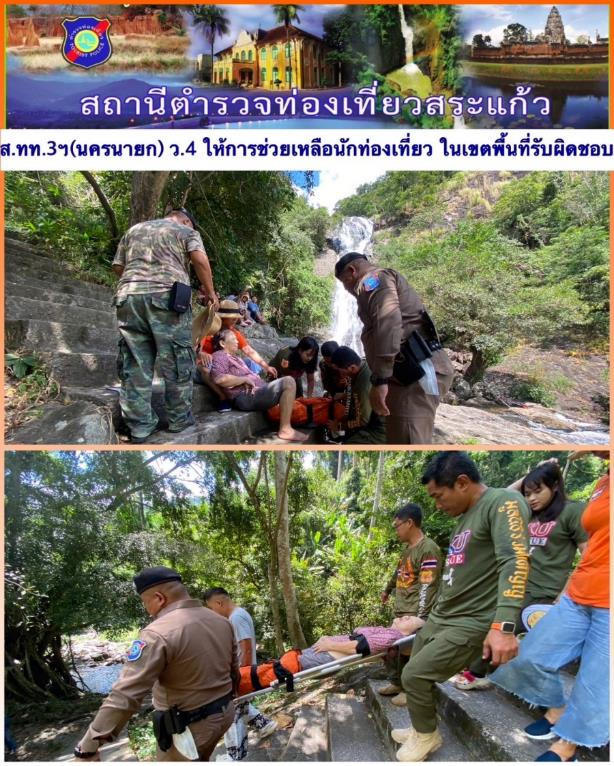 สถานีตำรวจท่องเที่ยวสระแก้ว
ส.ทท.3ฯ(นครนายก) ว.4 ให้การช่วยเหลือนักท่องเที่ยว ในเขตพื้นที่รับผิดชอบ